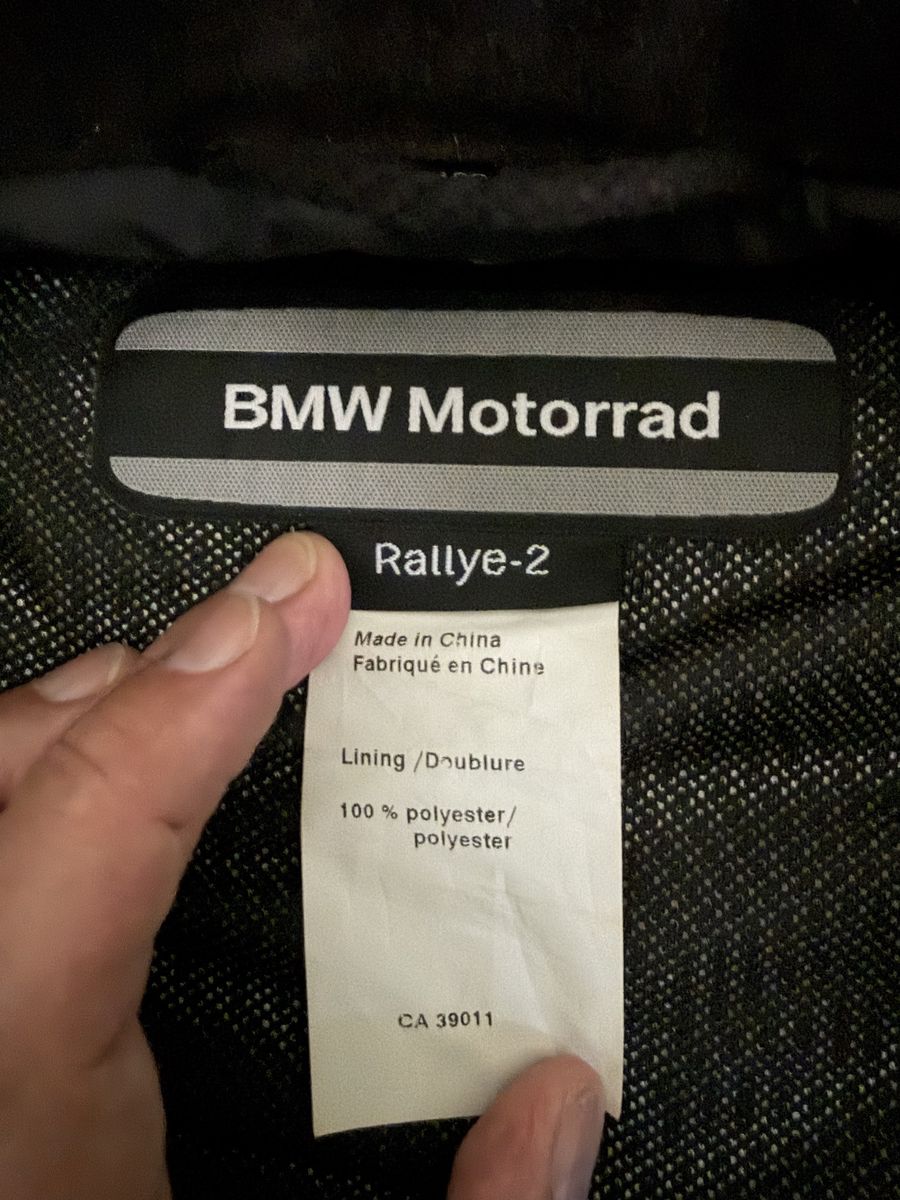 BMW Motorrad
Rallye-2
Made in China
Fabriqué en Chine
Lining /Doublure
100 % polyester/
polyester
CA 39011